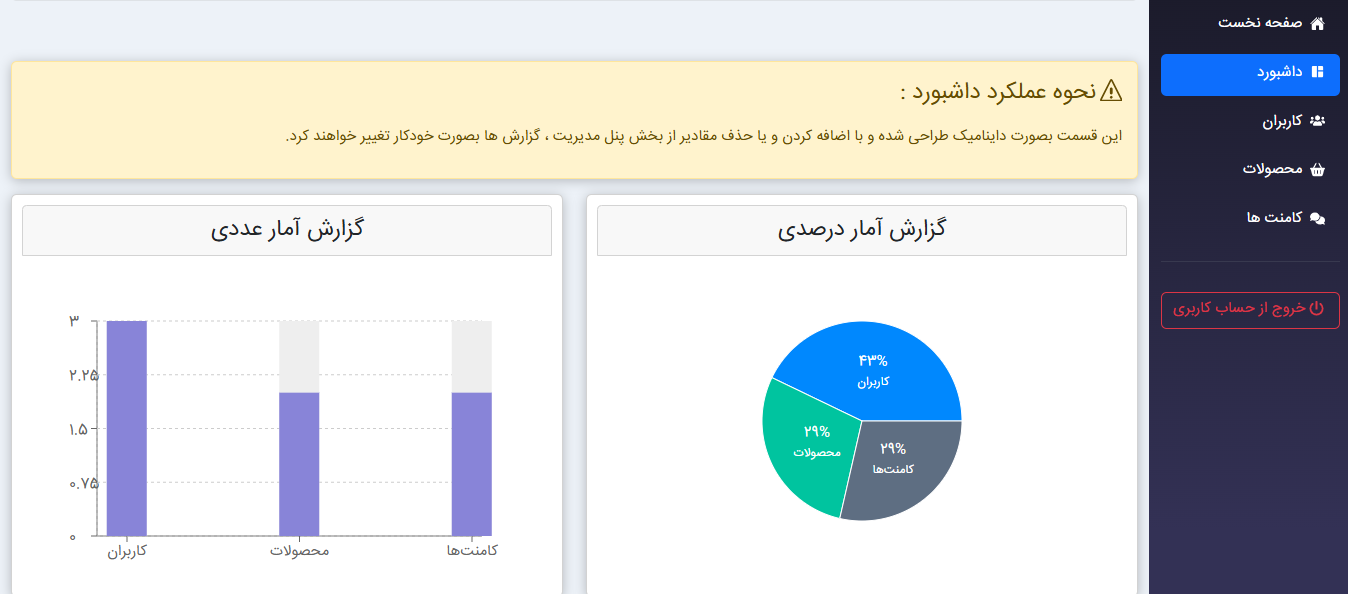 صفحه نخست
داشبورد
کاربران
محصولات
کامنت ها
خروج از حساب کاربری
نحوه عملکرد داشبورد :
این قسمت بصورت داینامیک طراحی شده و با اضافه کردن و یا حذف مقادیر از بخش پنل مدیریت ، گزارش ها بصورت خودکار تغییر خواهند کرد.
گزارش آمار درصدی
۴۳%
کاربران
۲۹%
محصولات
۲۹%
کامنت‌ها
گزارش آمار عددی
۳
۲.۲۵
۱.۵
۰.۷۵
۰
کاربران
محصولات
کامنت‌ها